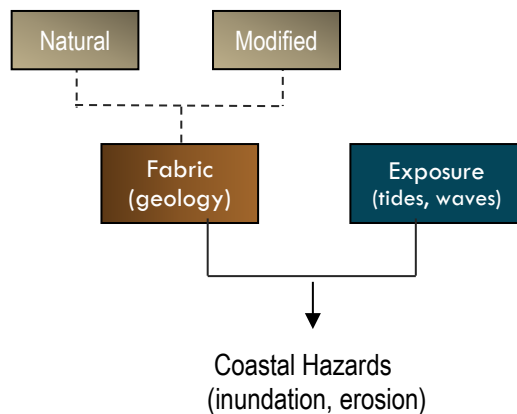 Natural
Modified
Fabric
(geology)
Exposure
(tides, waves)
Coastal Hazards
(inundation, erosion)